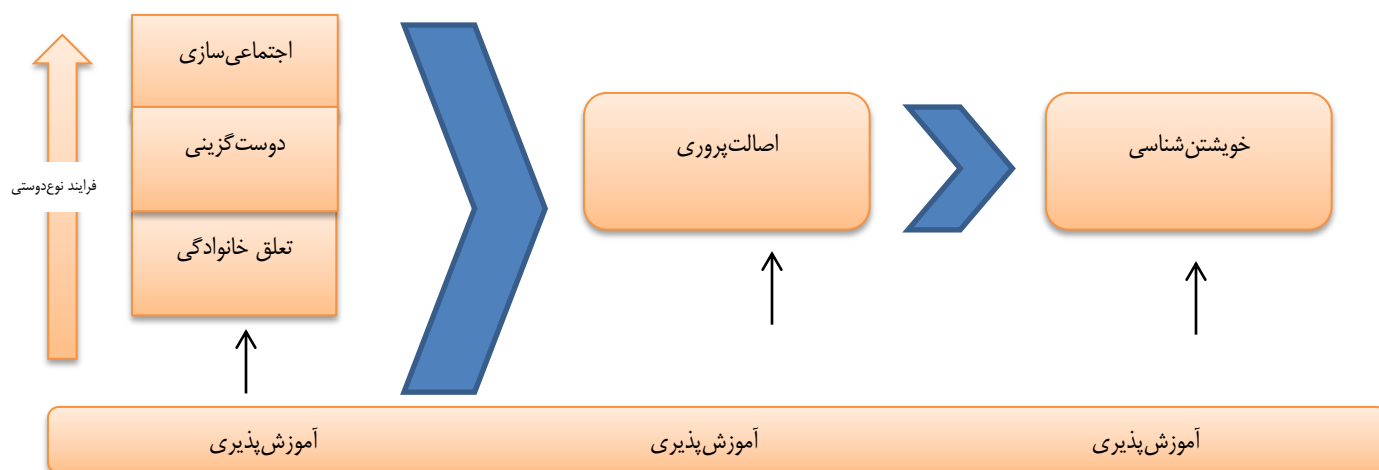 اجتماعی‌سازی
دوست‌گزینی
تعلق خانوادگی
فرایند نوع‌دوستی
اصالت‌پروری
خویشتن‌شناسی
آموزش‌پذیری
آموزش‌پذیری
آموزش‌پذیری